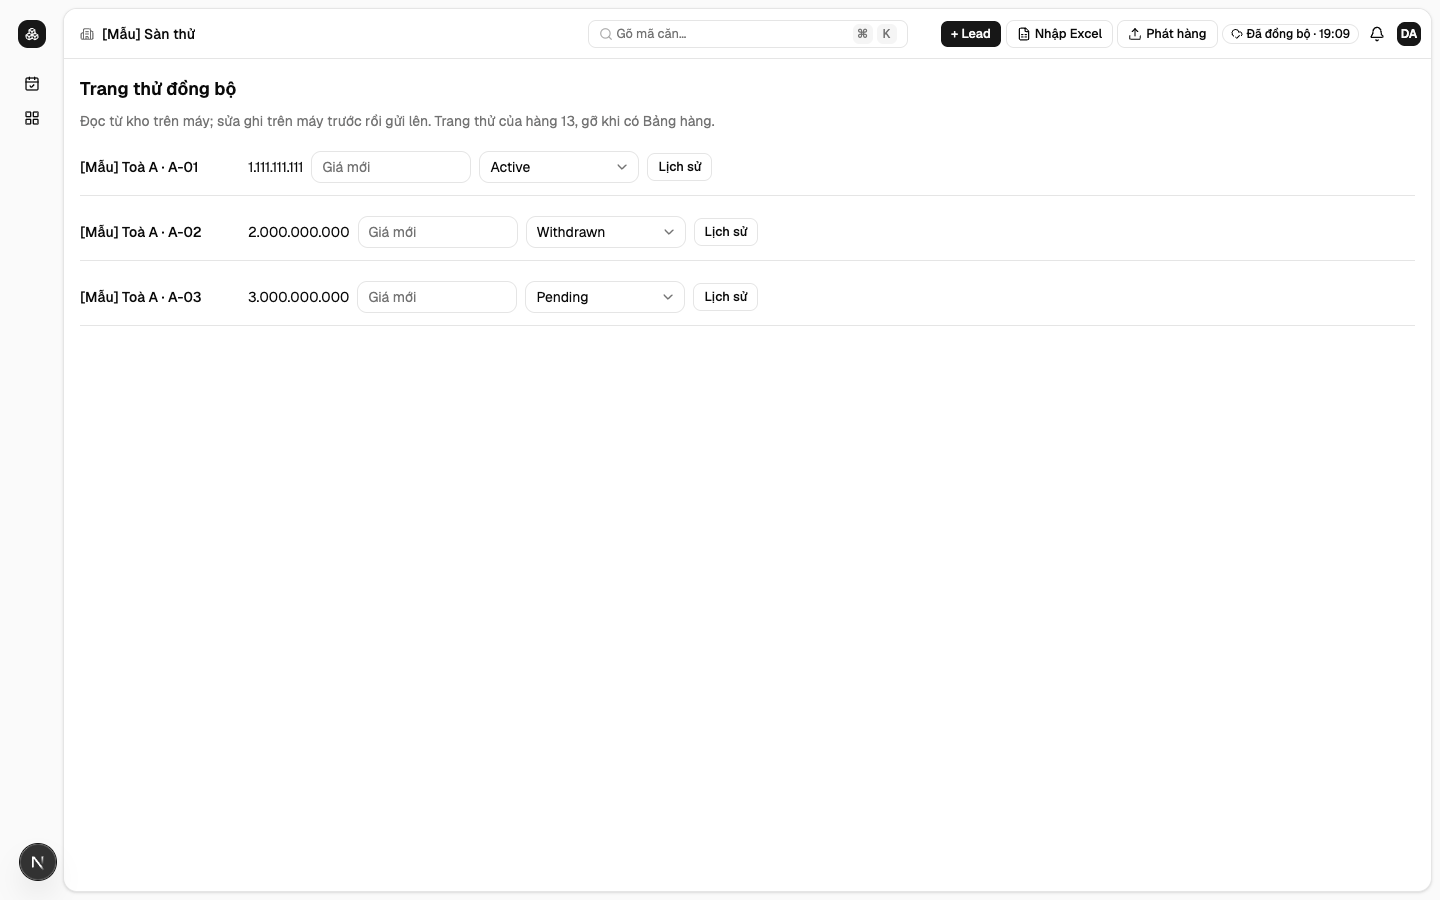 [Mẫu] Sàn thử
Gõ mã căn...
⌘ K
+ Lead
Nhập Excel
Phát hàng
Đã đồng bộ · 19:09
DA
Trang thử đồng bộ
Đọc từ kho trên máy; sửa ghi trên máy trước rồi gửi lên. Trang thử của hàng 13, gỡ khi có Bảng hàng.
[Mẫu] Toà A · A-01 1.111.111.111 Giá mới Active Lịch sử
[Mẫu] Toà A · A-02 2.000.000.000 Giá mới Withdrawn Lịch sử
[Mẫu] Toà A · A-03 3.000.000.000 Giá mới Pending Lịch sử
N